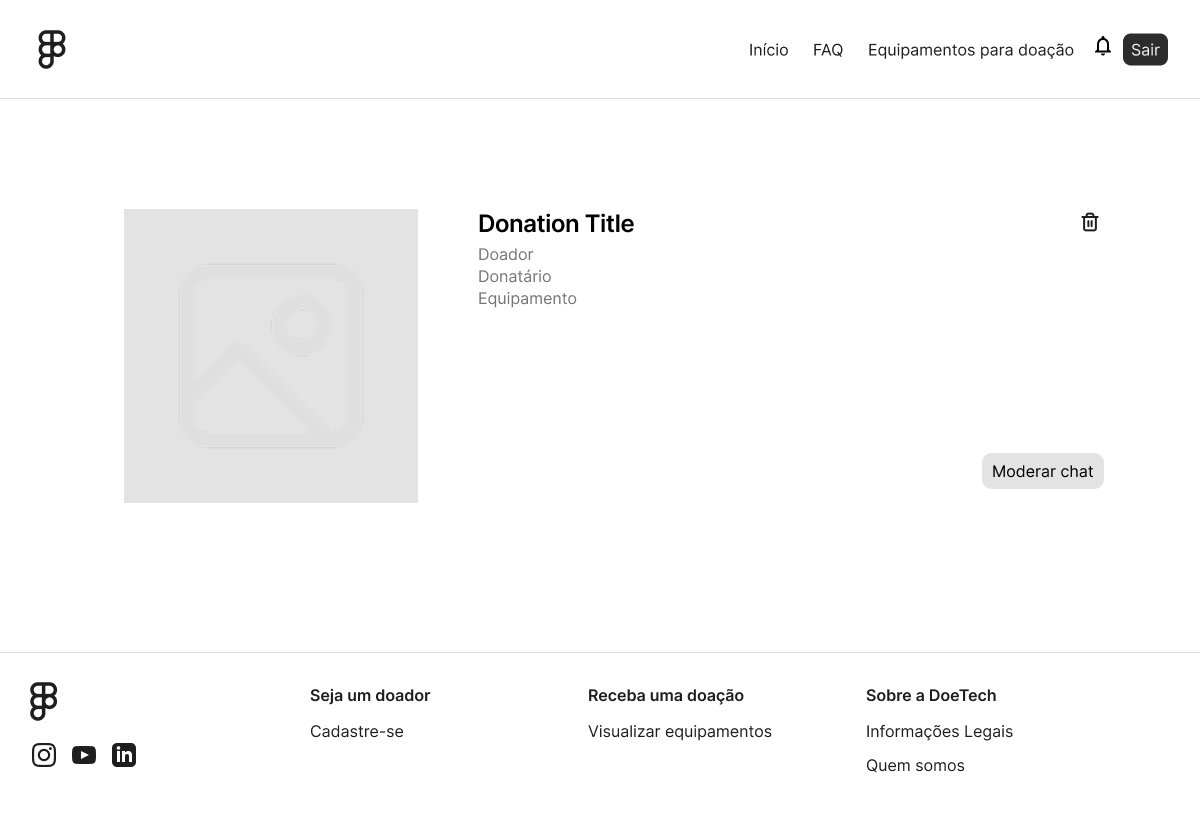 Início FAQ Equipamentos para doação Sair
Donation Title
Doador
Donatário
Equipamento
Moderar chat
Seja um doador
Cadastre-se
Receba uma doação
Visualizar equipamentos
Sobre a DoeTech
Informações Legais
Quem somos